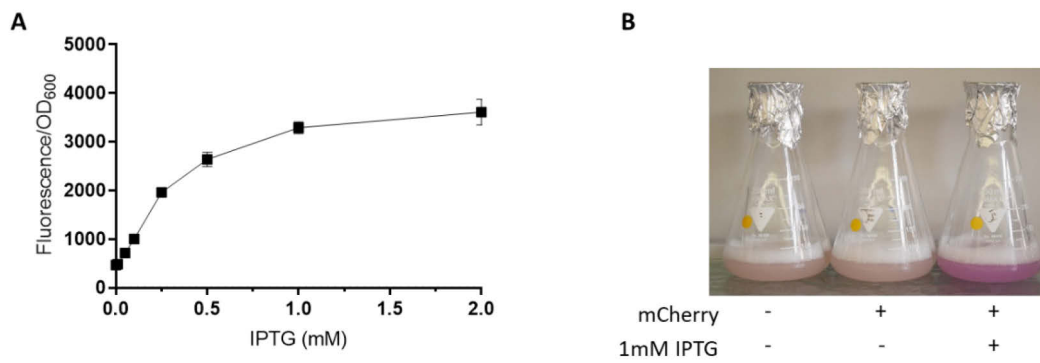 A
5000
4000
3000
2000
1000
0
Fluorescence/OD600
0.0 0.5 1.0 1.5 2.0
IPTG (mM)
B
mCherry - + +
1mM IPTG - - +